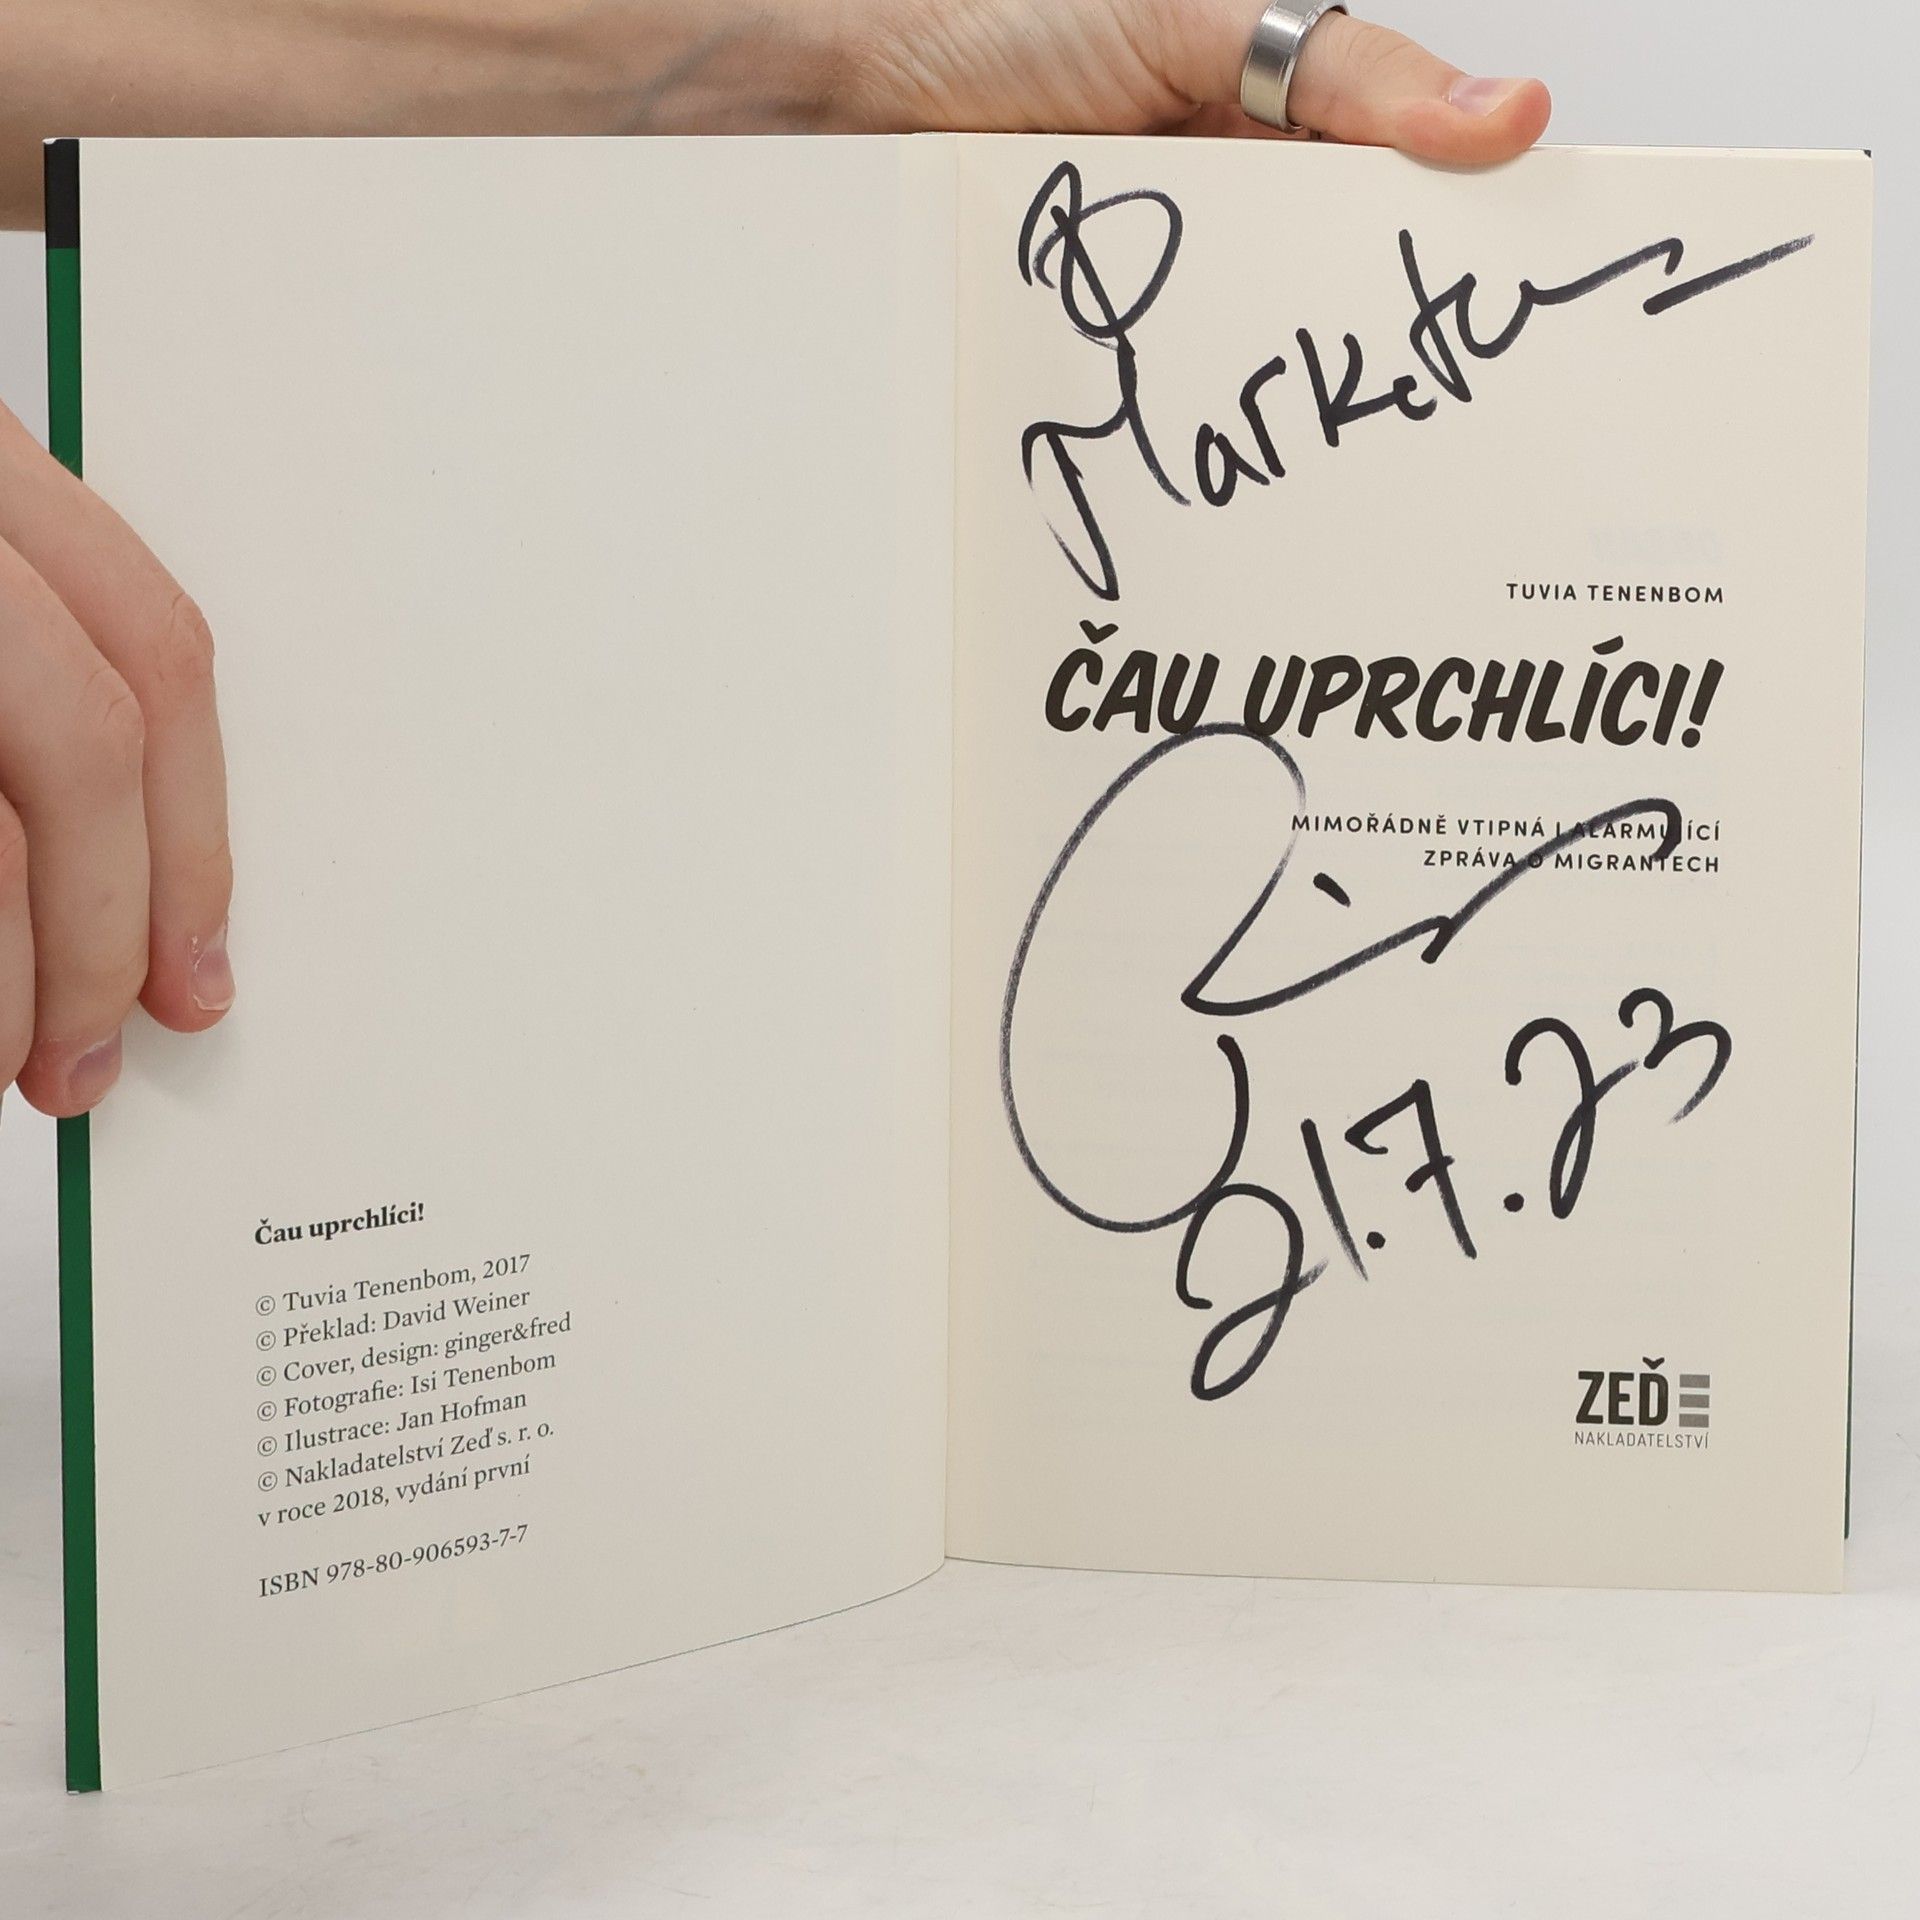 Čau uprchlíci!
© Tuvia Tenenbom, 2017
© Překlad: David Weiner
© Cover, design: ginger&fred
© Fotografie: Isi Tenenbom
© Ilustrace: Jan Hofman
© Nakladatelství Zeď s. r. o.
v roce 2018, vydání první
ISBN 978-80-906593-7-7
Marketa
TUVIA TENENBOM
ČAU UPRCHLÍCI!
MIMOŘÁDNĚ VTIPNÁ I ALARMUJÍCÍ
ZPRÁVA O MIGRANTECH
21.7.23
ZEĎ
NAKLADATELSTVÍ